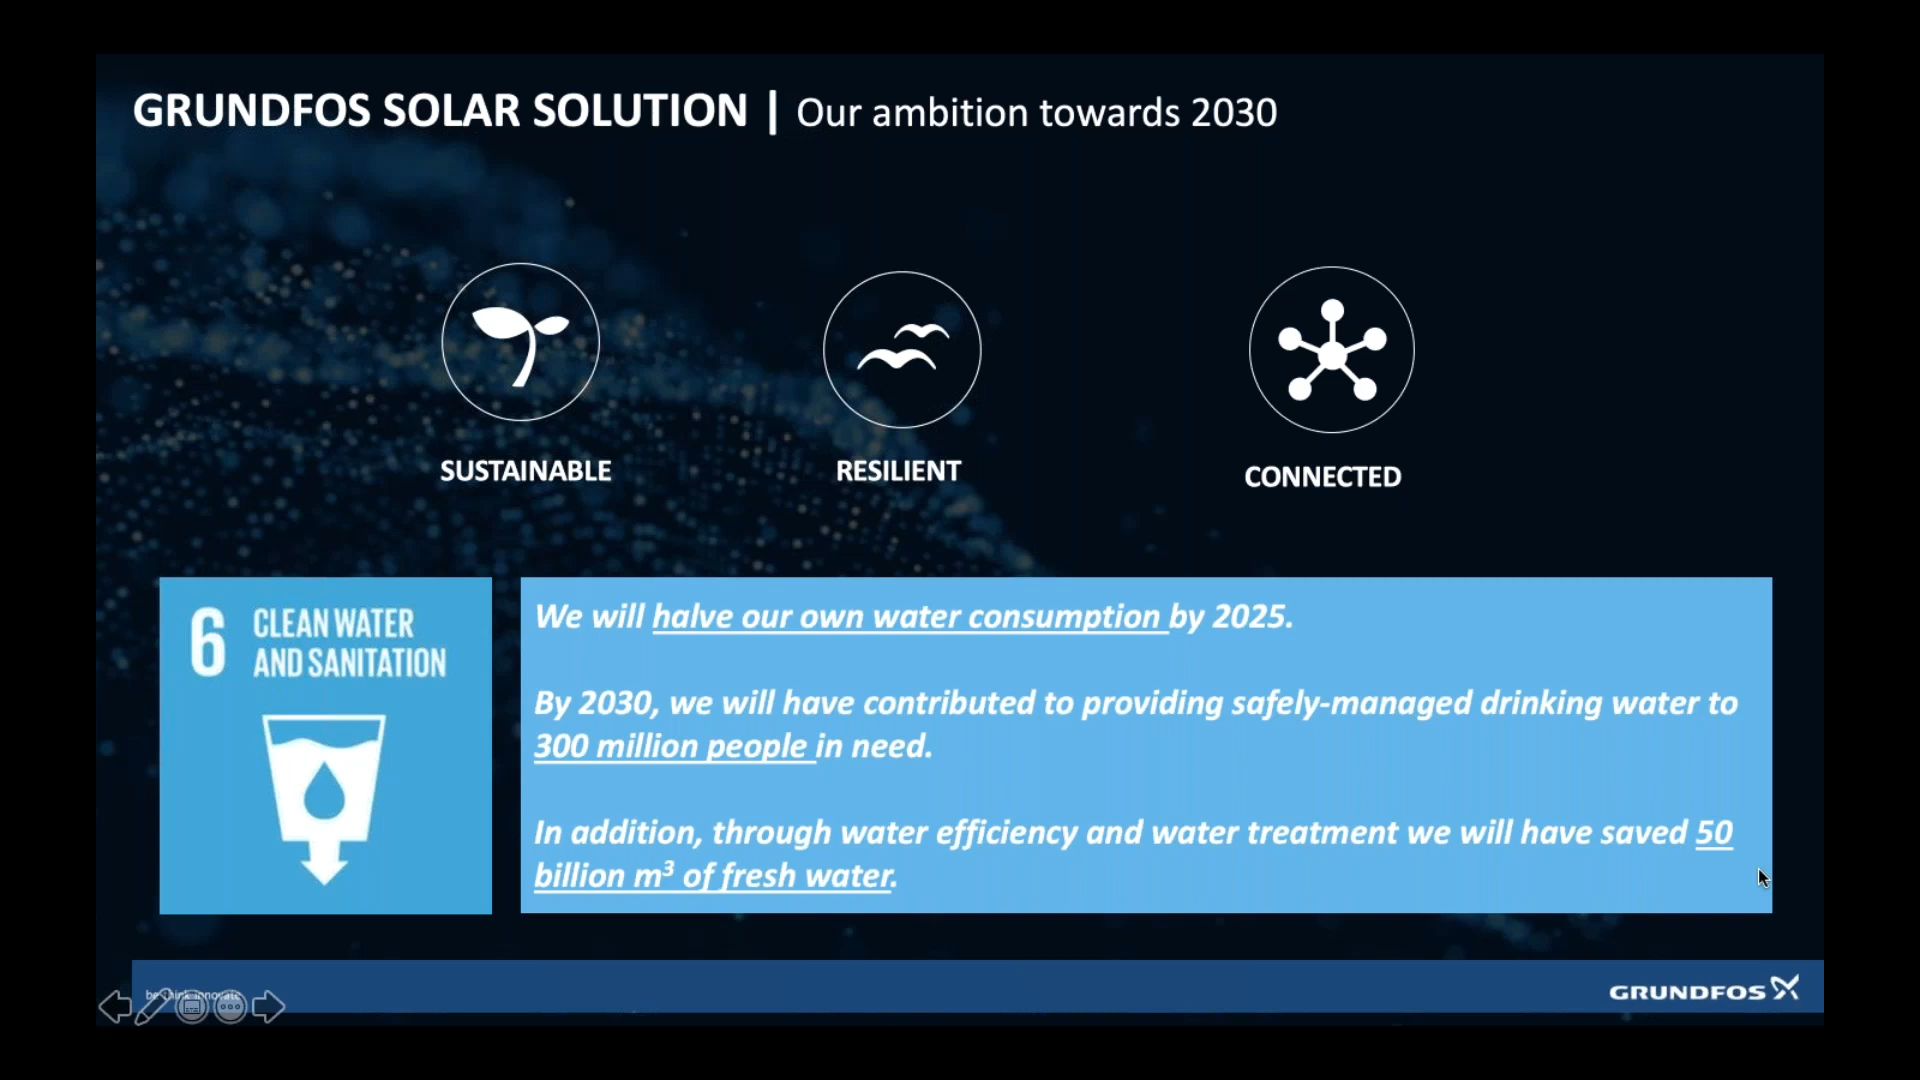 GRUNDFOS SOLAR SOLUTION | Our ambition towards 2030
SUSTAINABLE
RESILIENT
CONNECTED
6 CLEAN WATER
AND SANITATION
We will halve our own water consumption by 2025.
By 2030, we will have contributed to providing safely-managed drinking water to
300 million people in need.
In addition, through water efficiency and water treatment we will have saved 50
billion m³ of fresh water.
be think innovate
GRUNDFOS